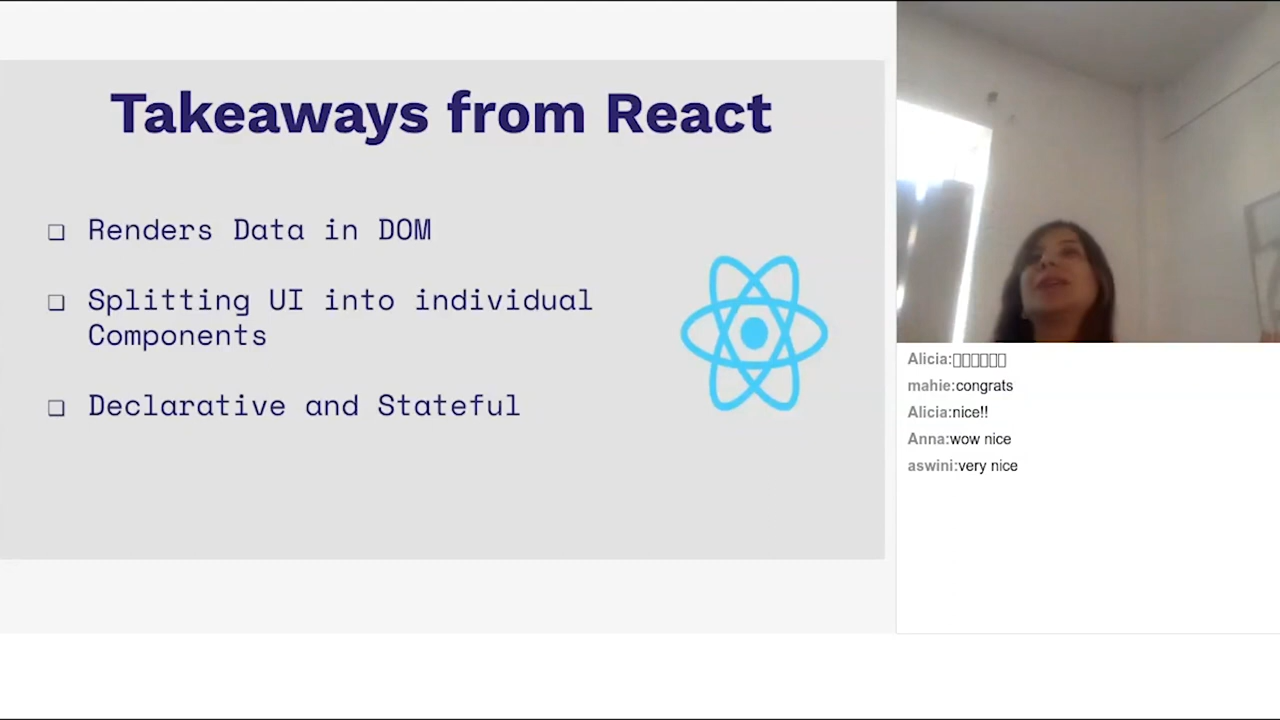 Takeaways from React
❏ Renders Data in DOM
❏ Splitting UI into individual
Components
❏ Declarative and Stateful
Alicia:▯▯▯▯▯▯
mahie:congrats
Alicia:nice!!
Anna:wow nice
aswini:very nice